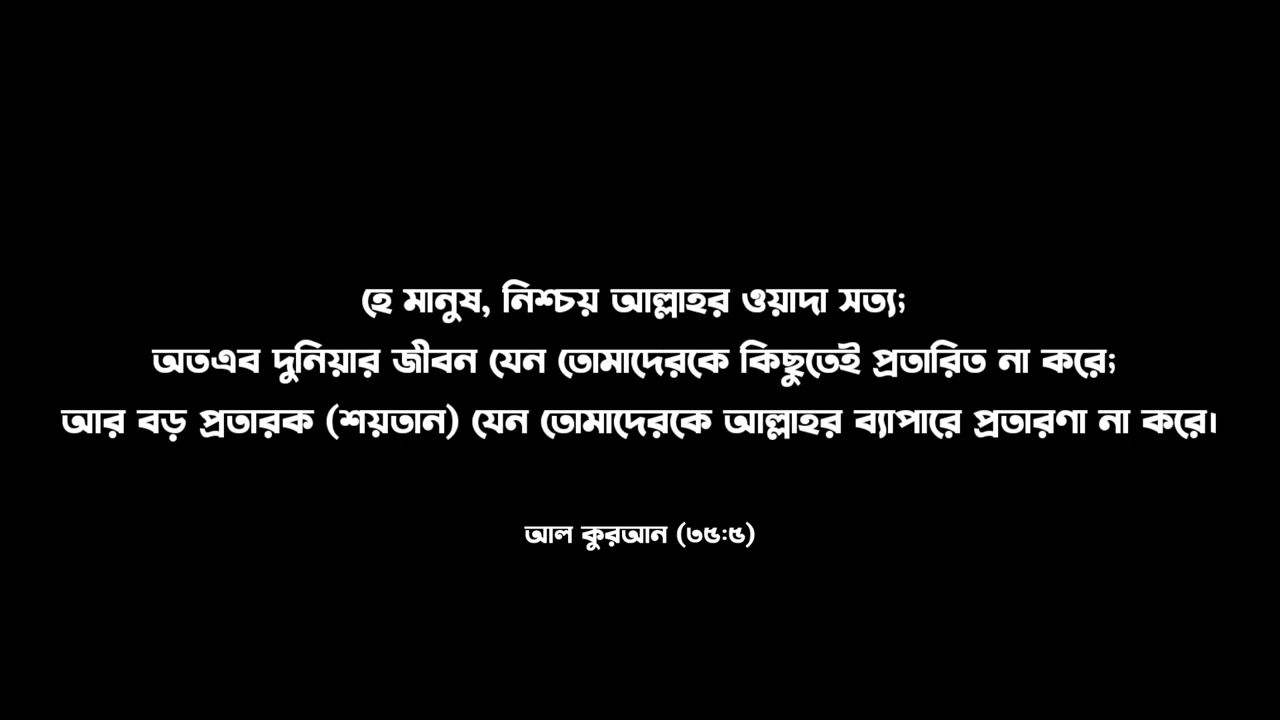 হে মানুষ, নিশ্চয় আল্লাহর ওয়াদা সত্য;
অতএব দুনিয়ার জীবন যেন তোমাদেরকে কিছুতেই প্রতারিত না করে;
আর বড় প্রতারক (শয়তান) যেন তোমাদেরকে আল্লাহর ব্যাপারে প্রতারণা না করে।
আল কুরআন (৩৫:৫)